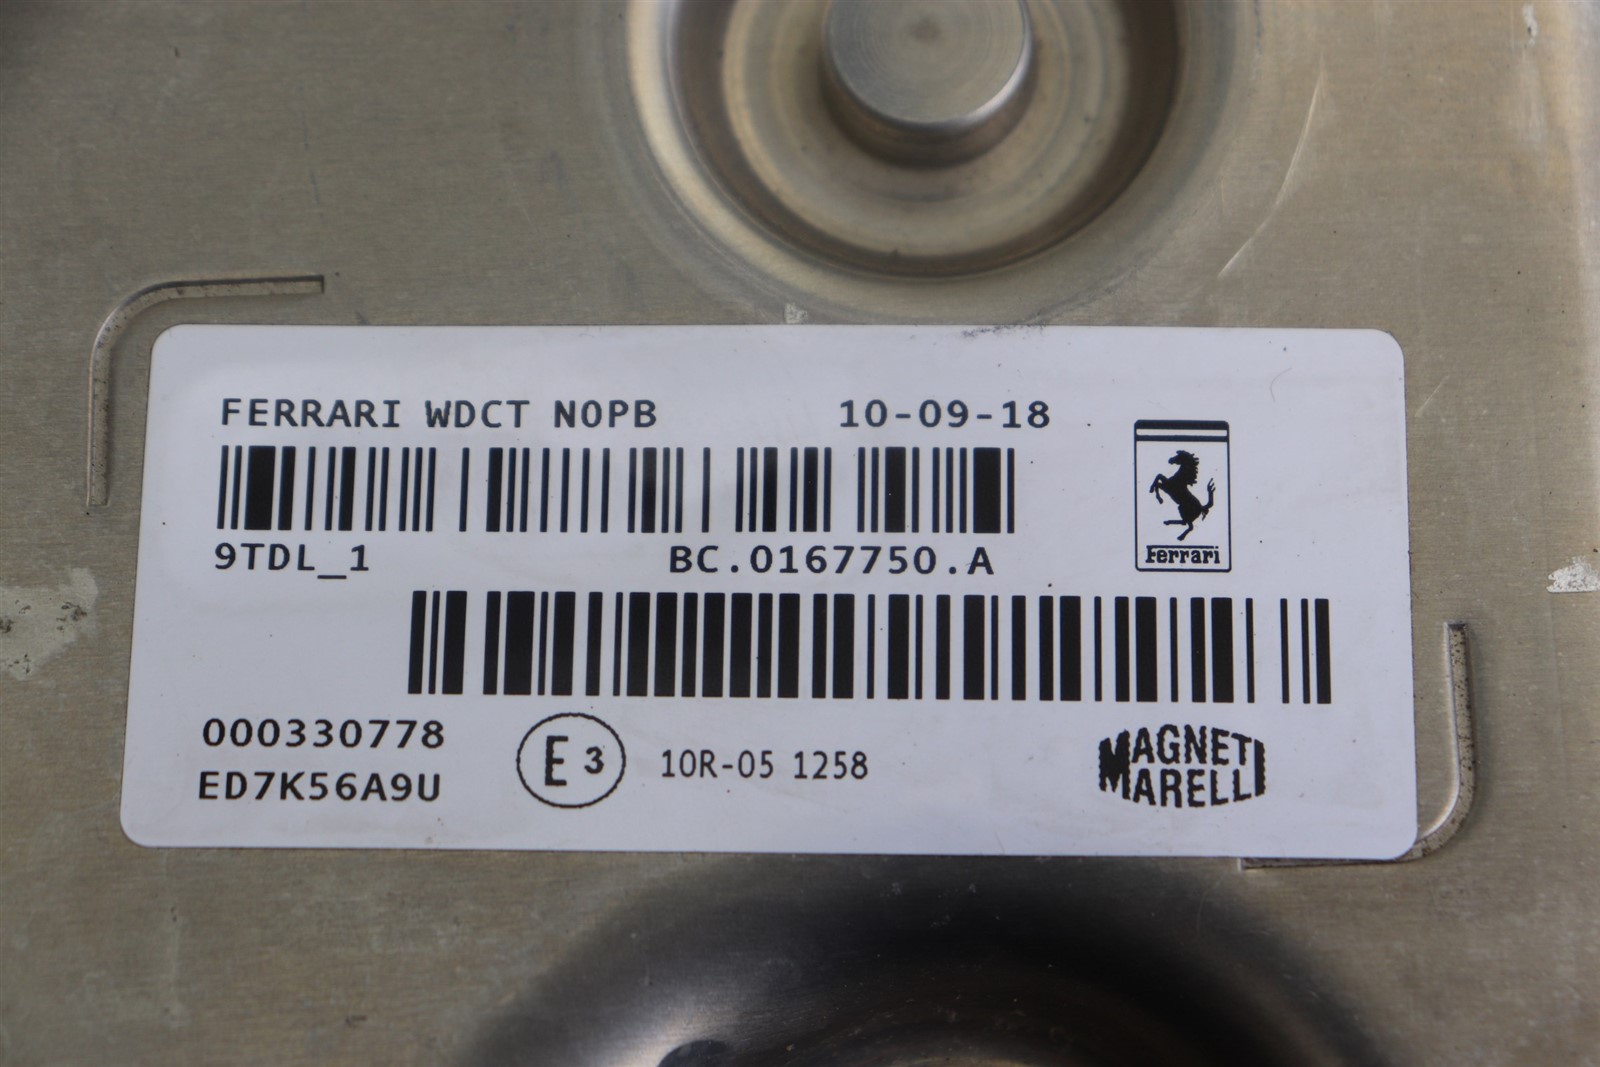 FERRARI WDCT N0PB 10-09-18
9TDL_1 BC.0167750.A
Ferrari
000330778
ED7K56A9U
E3 10R-05 1258
MAGNETI
MARELLI